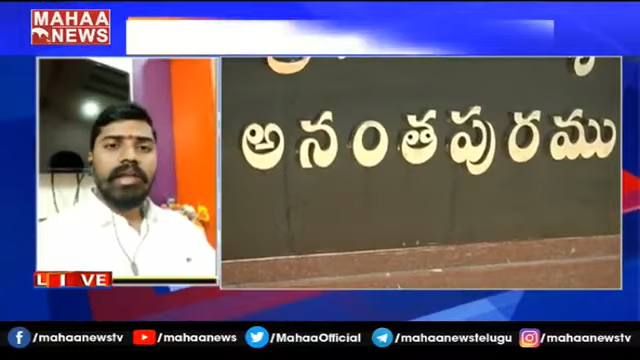 MAHAA
NEWS
అనంతపురము
LIVE
/mahaanewstv
/mahaanews
/MahaaOfficial
/mahaanewstelugu
/mahaanewstv